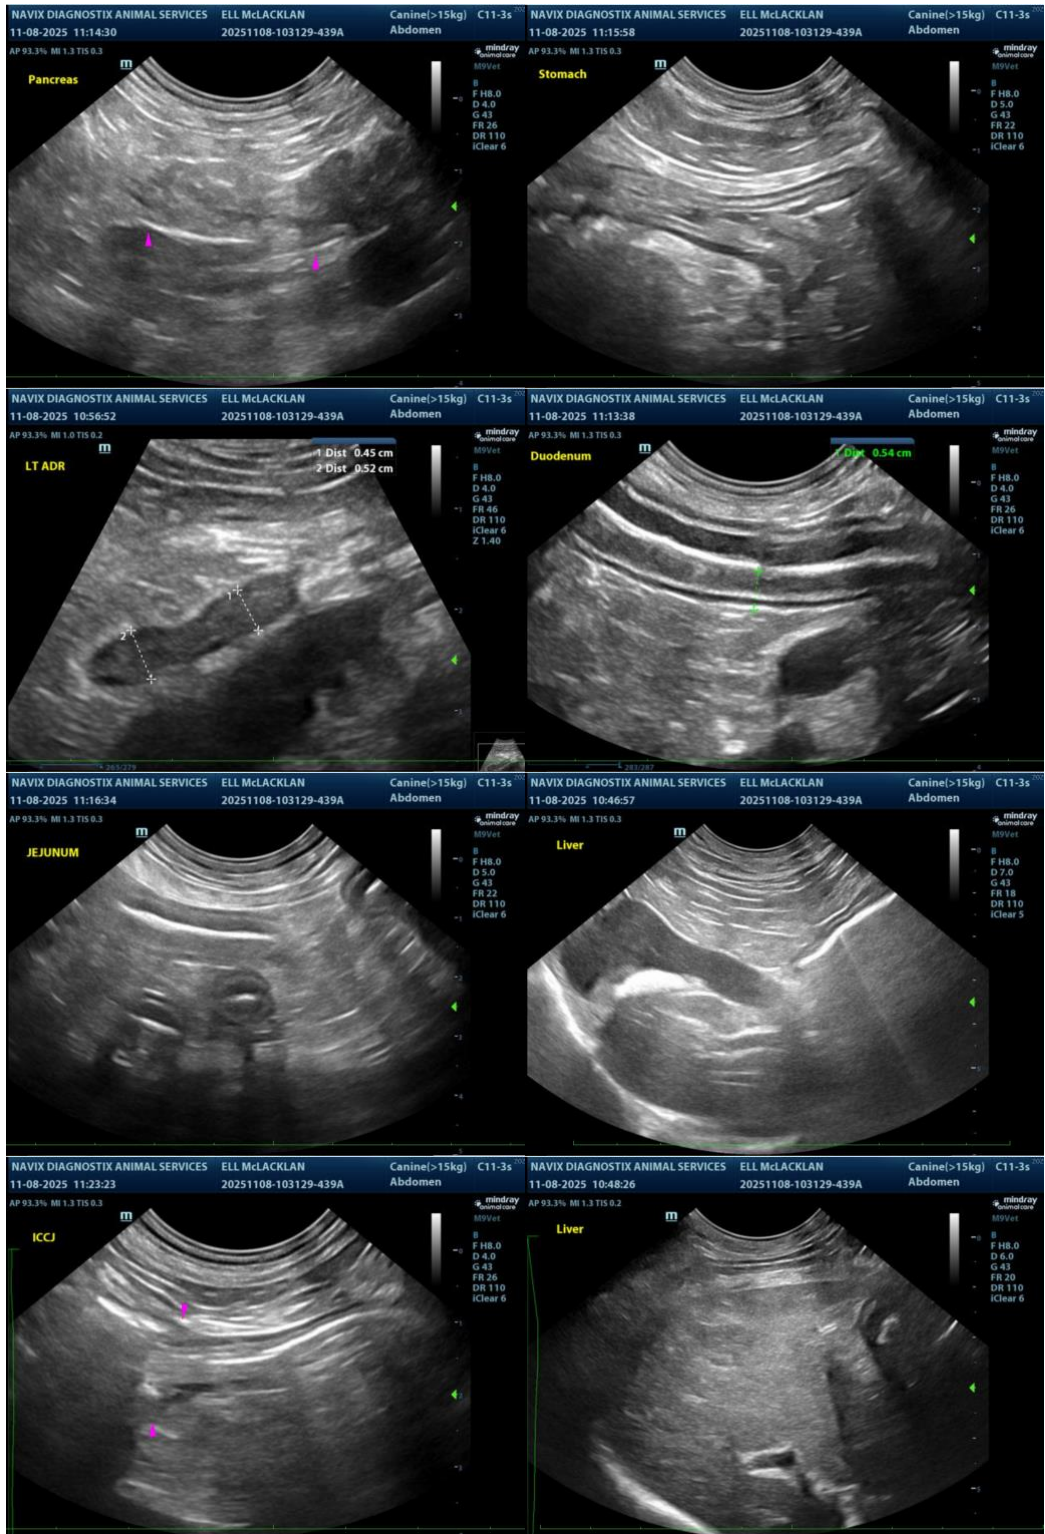 NAVIX DIAGNOSTIX ANIMAL SERVICES ELL McLACKLAN Canine(>15kg) C11-3s
11-08-2025 11:14:30 20251108-103129-439A Abdomen
AP 93.3% MI 1.3 TIS 0.3
mindray
animalcare
m
M9Vet
Pancreas
B
F H8.0
D 4.0
G 43
FR 26
DR 110
iClear 6
NAVIX DIAGNOSTIX ANIMAL SERVICES ELL McLACKLAN Canine(>15kg) C11-3s
11-08-2025 11:15:58 20251108-103129-439A Abdomen
AP 93.3% MI 1.3 TIS 0.3
mindray
animalcare
m
M9Vet
Stomach
B
F H8.0
D 5.0
G 43
FR 22
DR 110
iClear 6
NAVIX DIAGNOSTIX ANIMAL SERVICES ELL McLACKLAN Canine(>15kg) C11-3s
11-08-2025 10:56:52 20251108-103129-439A Abdomen
AP 93.3% MI 1.0 TIS 0.2
mindray
animalcare
m
M9Vet
1 Dist 0.45 cm
2 Dist 0.52 cm
LT ADR
B
F H8.0
D 4.0
G 43
FR 46
DR 110
iClear 6
Z 1.40
1
2
265/279
NAVIX DIAGNOSTIX ANIMAL SERVICES ELL McLACKLAN Canine(>15kg) C11-3s
11-08-2025 11:13:38 20251108-103129-439A Abdomen
AP 93.3% MI 1.3 TIS 0.3
mindray
animalcare
m
M9Vet
1 Dist 0.54 cm
Duodenum
B
F H8.0
D 4.0
G 43
FR 26
DR 110
iClear 6
283/287
NAVIX DIAGNOSTIX ANIMAL SERVICES ELL McLACKLAN Canine(>15kg) C11-3s
11-08-2025 11:16:34 20251108-103129-439A Abdomen
AP 93.3% MI 1.3 TIS 0.3
mindray
animalcare
m
M9Vet
JEJUNUM
B
F H8.0
D 5.0
G 43
FR 22
DR 110
iClear 6
NAVIX DIAGNOSTIX ANIMAL SERVICES ELL McLACKLAN Canine(>15kg) C11-3s
11-08-2025 10:46:57 20251108-103129-439A Abdomen
AP 93.3% MI 1.3 TIS 0.3
mindray
animalcare
m
M9Vet
Liver
B
F H8.0
D 7.0
G 43
FR 18
DR 110
iClear 5
NAVIX DIAGNOSTIX ANIMAL SERVICES ELL McLACKLAN Canine(>15kg) C11-3s
11-08-2025 11:23:23 20251108-103129-439A Abdomen
AP 93.3% MI 1.3 TIS 0.3
mindray
animalcare
m
M9Vet
ICCJ
B
F H8.0
D 4.0
G 43
FR 26
DR 110
iClear 6
NAVIX DIAGNOSTIX ANIMAL SERVICES ELL McLACKLAN Canine(>15kg) C11-3s
11-08-2025 10:48:26 20251108-103129-439A Abdomen
AP 93.3% MI 1.3 TIS 0.2
mindray
animalcare
m
M9Vet
Liver
B
F H8.0
D 6.0
G 43
FR 20
DR 110
iClear 6